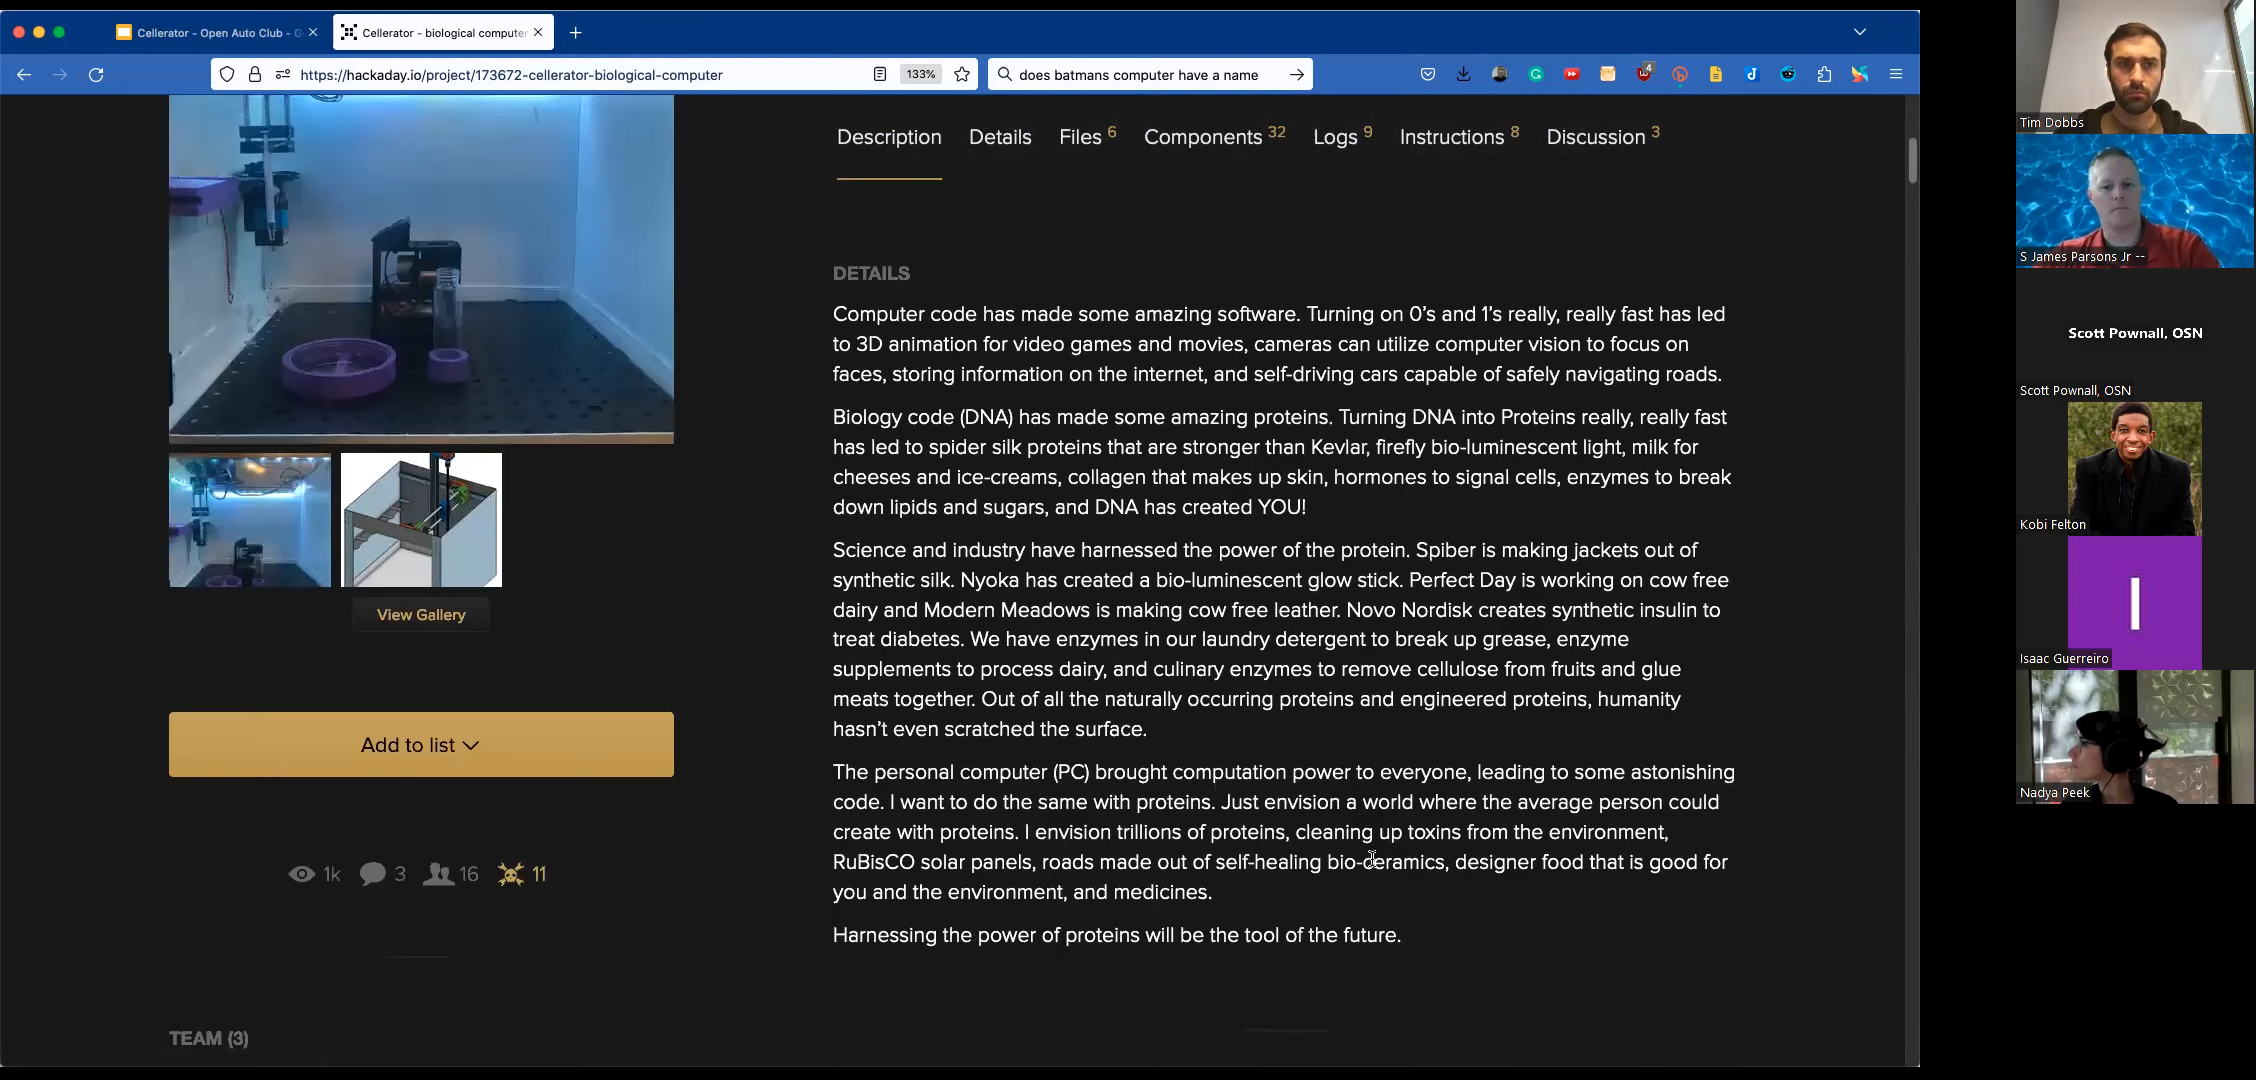 Cellerator - Open Auto Club - G
Cellerator - biological computer
https://hackaday.io/project/173672-cellerator-biological-computer
133%
does batmans computer have a name
4
Description
Details
Files 6
Components 32
Logs 9
Instructions 8
Discussion 3
View Gallery
Add to list
1k
3
16
11
TEAM (3)
DETAILS
Computer code has made some amazing software. Turning on 0’s and 1’s really, really fast has led
to 3D animation for video games and movies, cameras can utilize computer vision to focus on
faces, storing information on the internet, and self-driving cars capable of safely navigating roads.
Biology code (DNA) has made some amazing proteins. Turning DNA into Proteins really, really fast
has led to spider silk proteins that are stronger than Kevlar, firefly bio-luminescent light, milk for
cheeses and ice-creams, collagen that makes up skin, hormones to signal cells, enzymes to break
down lipids and sugars, and DNA has created YOU!
Science and industry have harnessed the power of the protein. Spiber is making jackets out of
synthetic silk. Nyoka has created a bio-luminescent glow stick. Perfect Day is working on cow free
dairy and Modern Meadows is making cow free leather. Novo Nordisk creates synthetic insulin to
treat diabetes. We have enzymes in our laundry detergent to break up grease, enzyme
supplements to process dairy, and culinary enzymes to remove cellulose from fruits and glue
meats together. Out of all the naturally occurring proteins and engineered proteins, humanity
hasn’t even scratched the surface.
The personal computer (PC) brought computation power to everyone, leading to some astonishing
code. I want to do the same with proteins. Just envision a world where the average person could
create with proteins. I envision trillions of proteins, cleaning up toxins from the environment,
RuBisCO solar panels, roads made out of self-healing bio-ceramics, designer food that is good for
you and the environment, and medicines.
Harnessing the power of proteins will be the tool of the future.
Tim Dobbs
S James Parsons Jr --
Scott Pownall, OSN
Scott Pownall, OSN
Kobi Felton
I
Isaac Guerreiro
Nadya Peek